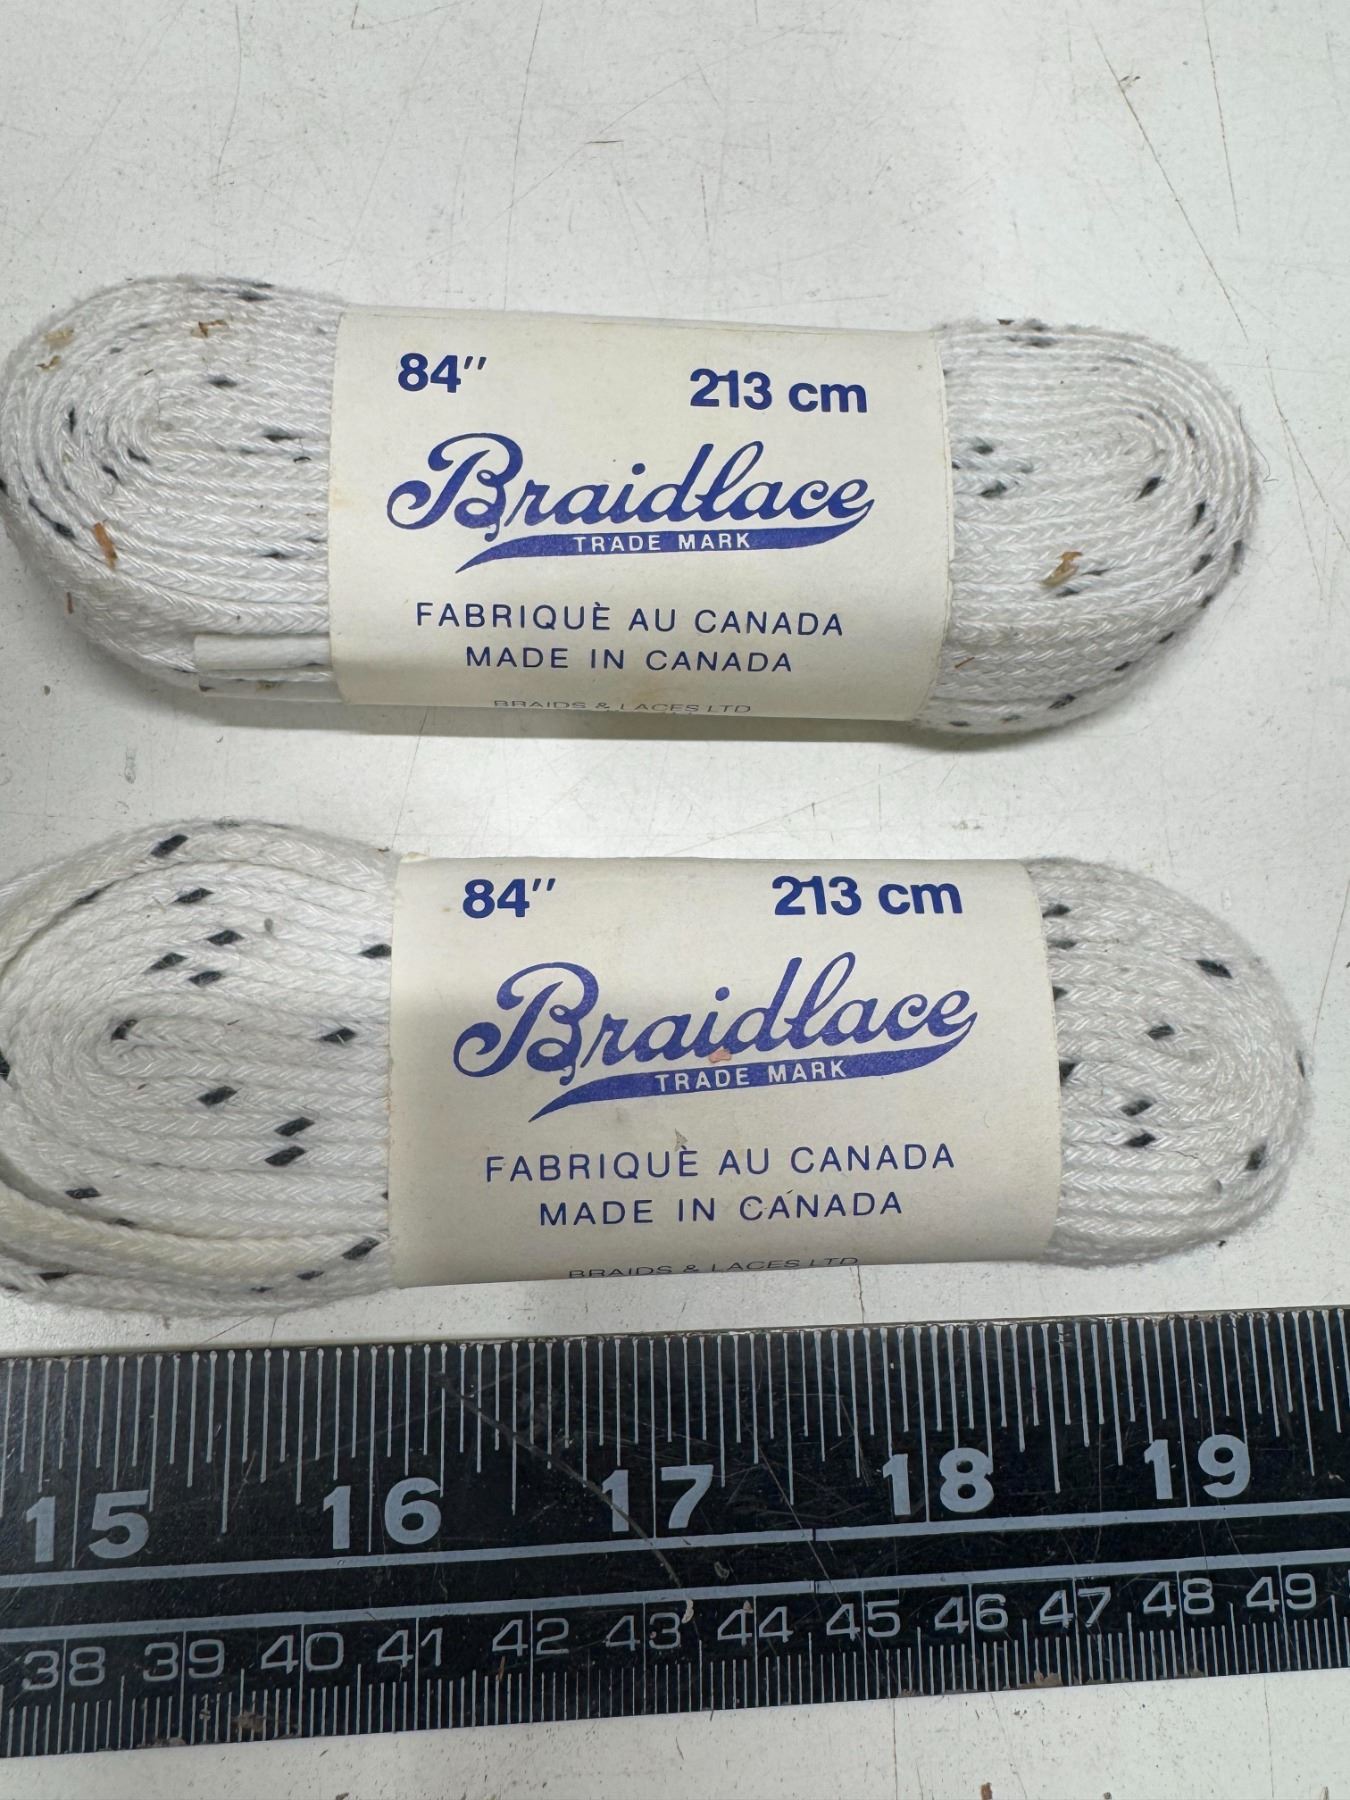 84" 213 cm
Braidlace
TRADE MARK
FABRIQUÈ AU CANADA
MADE IN CANADA
BRAIDS & LACES LTD
84" 213 cm
Braidlace
TRADE MARK
FABRIQUÈ AU CANADA
MADE IN CANADA
BRAIDS & LACES LTD
15 16 17 18 19
38 39 40 41 42 43 44 45 46 47 48 49